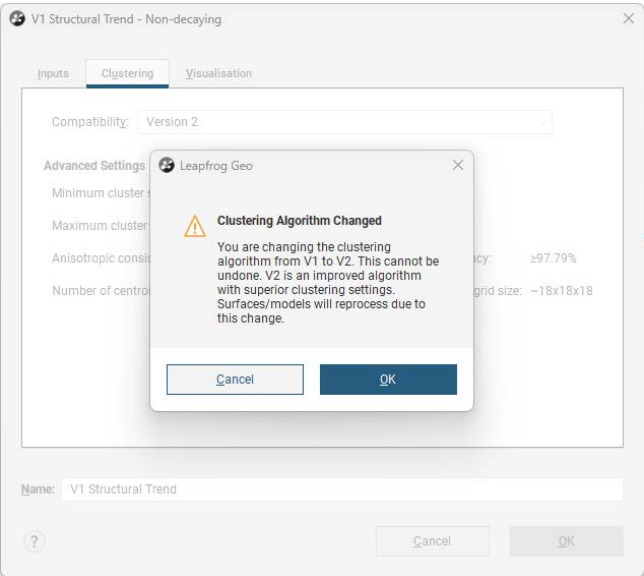 V1 Structural Trend - Non-decaying
Inputs Clustering Visualisation
Compatibility: Version 2
Advanced Settings
Leapfrog Geo
Minimum cluster
Maximum cluster
Anisotropic
≥97.79%
Number of
grid size: ~18x18x18
Clustering Algorithm Changed
You are changing the clustering
algorithm from V1 to V2. This cannot be
undone. V2 is an improved algorithm
with superior clustering settings.
Surfaces/models will reprocess due to
this change.
Cancel OK
Name: V1 Structural Trend
?
Cancel OK